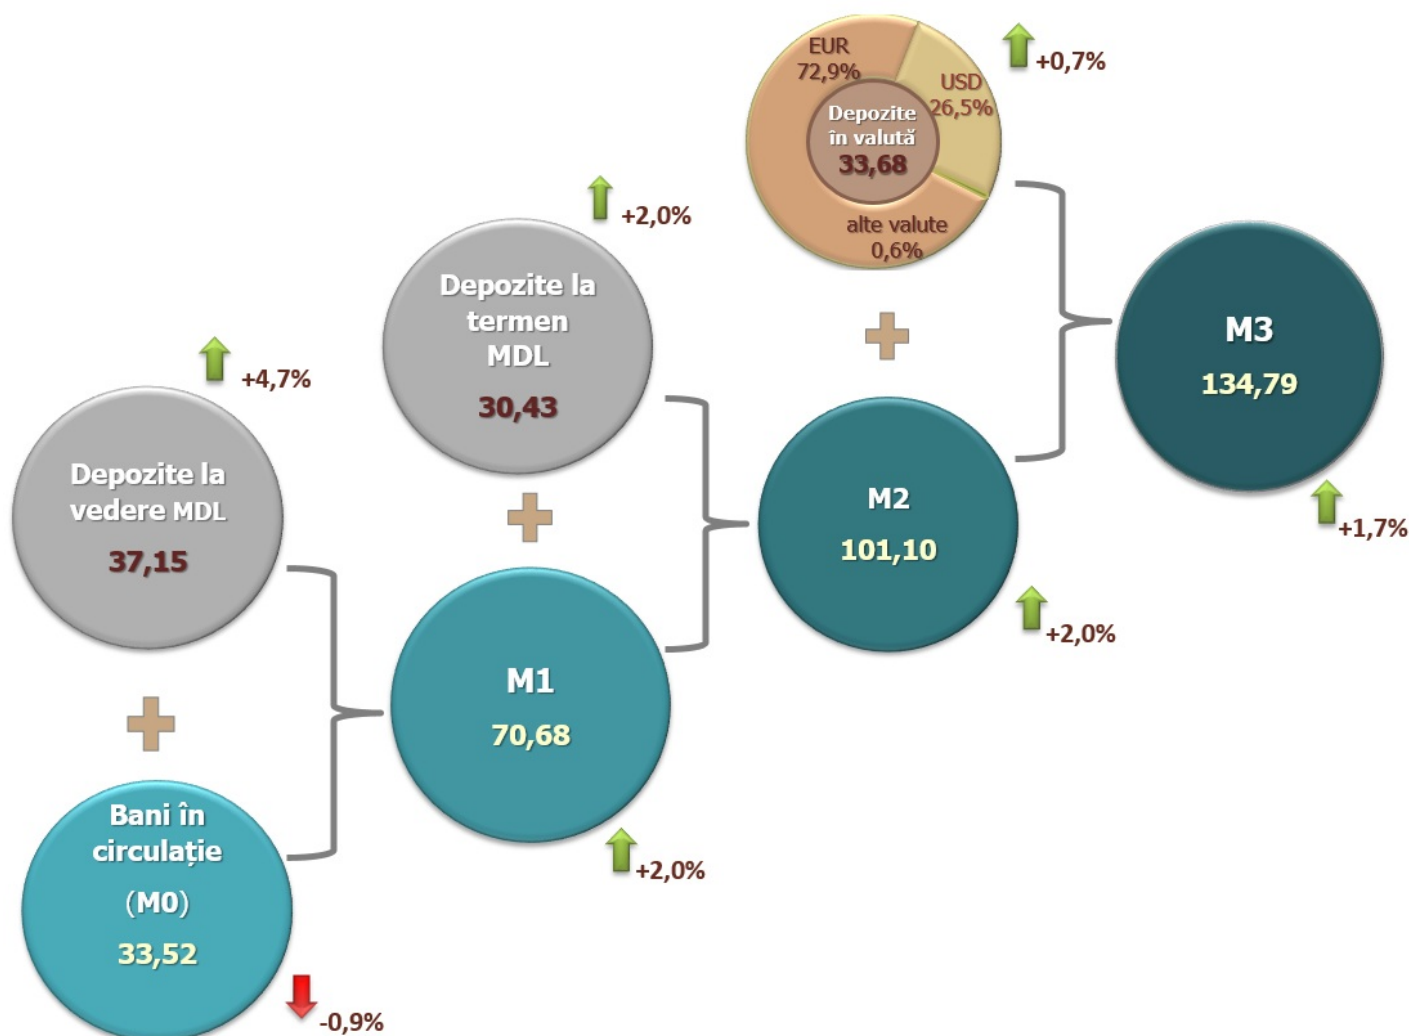 EUR
72,9%
USD
26,5%
Depozite
în valută
33,68
alte valute
0,6%
+0,7%
Depozite la
termen
MDL
30,43
+2,0%
M3
134,79
+1,7%
Depozite la
vedere MDL
37,15
+4,7%
M2
101,10
+2,0%
M1
70,68
+2,0%
Bani în
circulație
(M0)
33,52
-0,9%